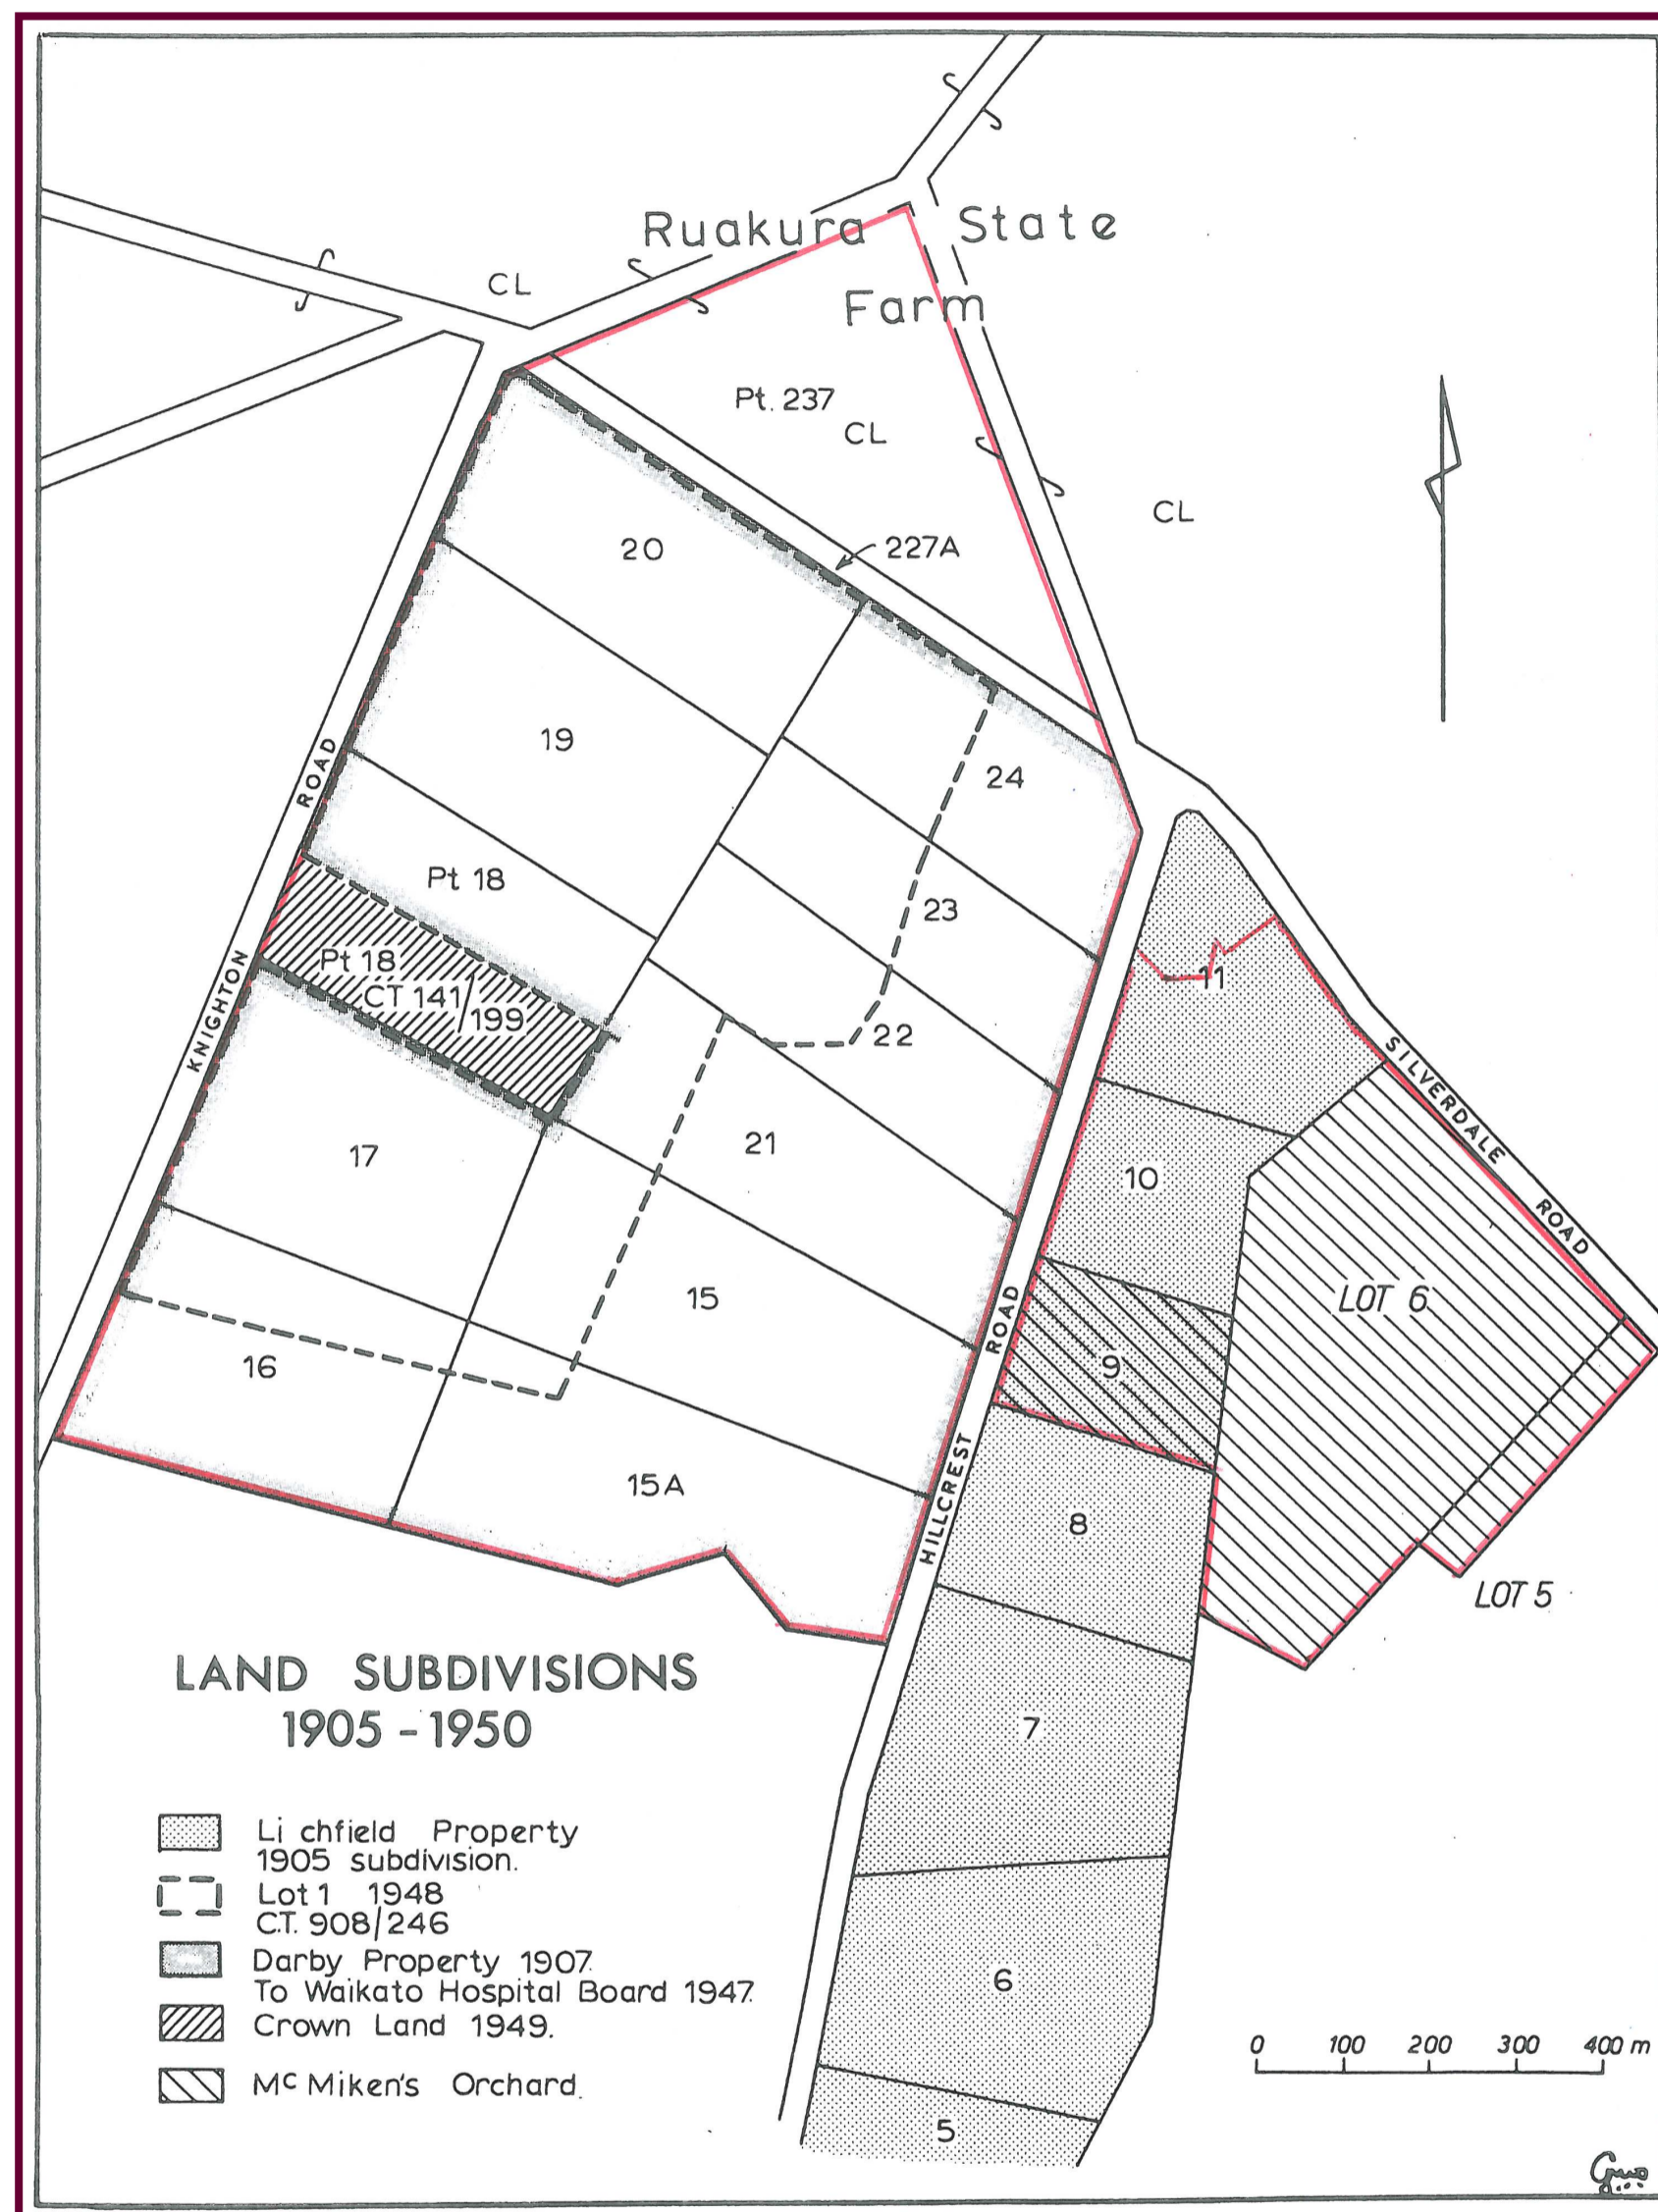 Ruakura State
Farm
CL
Pt. 237
CL
CL
20
227A
19
24
ROAD
Pt 18
23
Pt 18
CT 141/199
KNIGHTON
22
11
SILVERDALE ROAD
17
21
10
15
LOT 6
16
ROAD
9
15A
HILLCREST
8
LOT 5
LAND SUBDIVISIONS
1905 - 1950
7
Li chfield Property
1905 subdivision.
Lot 1 1948
C.T. 908/246
Darby Property 1907.
To Waikato Hospital Board 1947.
Crown Land 1949.
Mc Miken's Orchard.
6
0 100 200 300 400 m
5